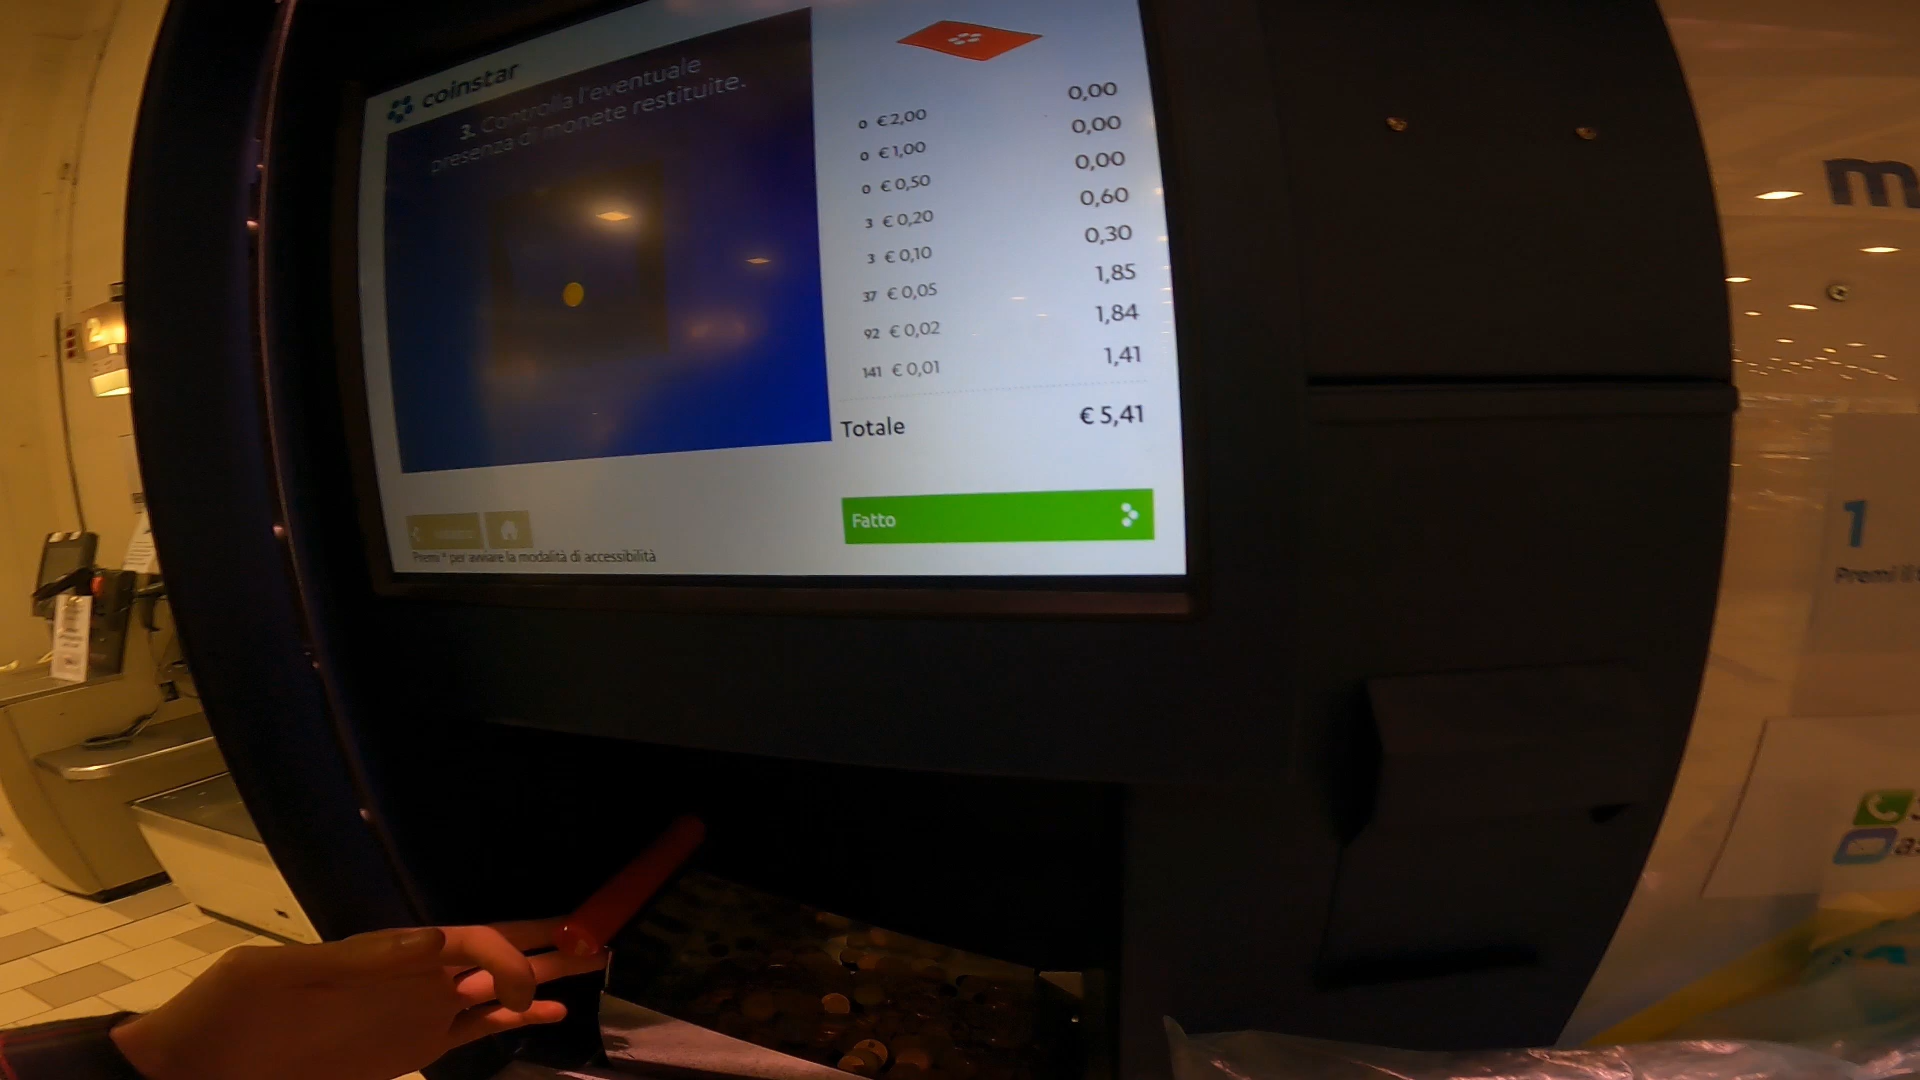 coinstar
3. Controlla l'eventuale
presenza di monete restituite.
0 €2,00 0,00
0 €1,00 0,00
0 €0,50 0,00
3 €0,20 0,60
3 €0,10 0,30
37 €0,05 1,85
92 €0,02 1,84
141 €0,01 1,41
Totale €5,41
Fatto
Premi * per avviare la modalità di accessibilità
1
Premi il